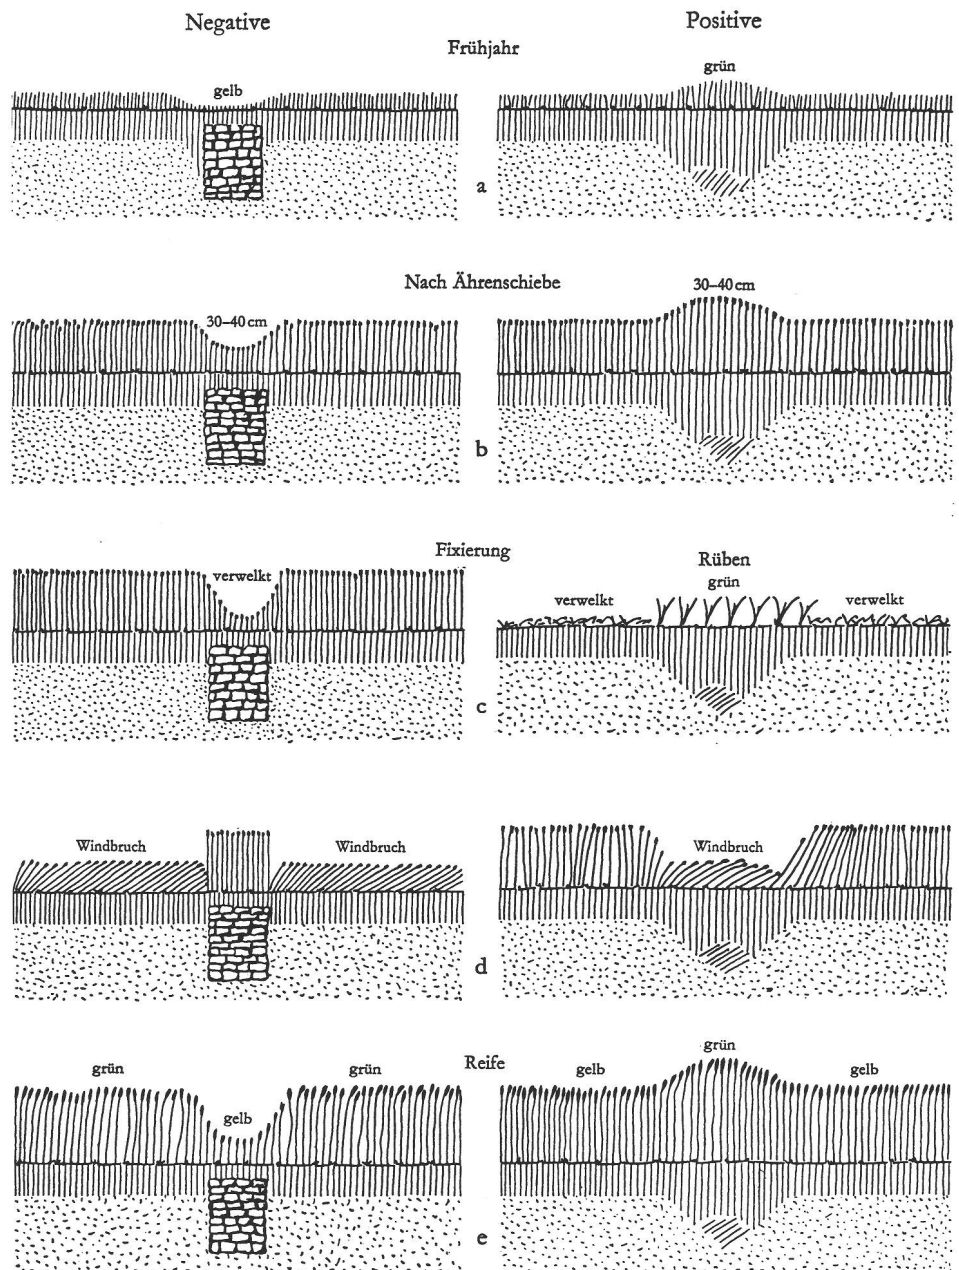 Negative
Positive
Frühjahr
gelb
grün
a
Nach Ährenschiebe
30–40 cm
30–40 cm
b
Fixierung
Rüben
verwelkt
grün
verwelkt
verwelkt
c
Windbruch
Windbruch
Windbruch
d
Reife
grün
grün
gelb
grün
gelb
gelb
e